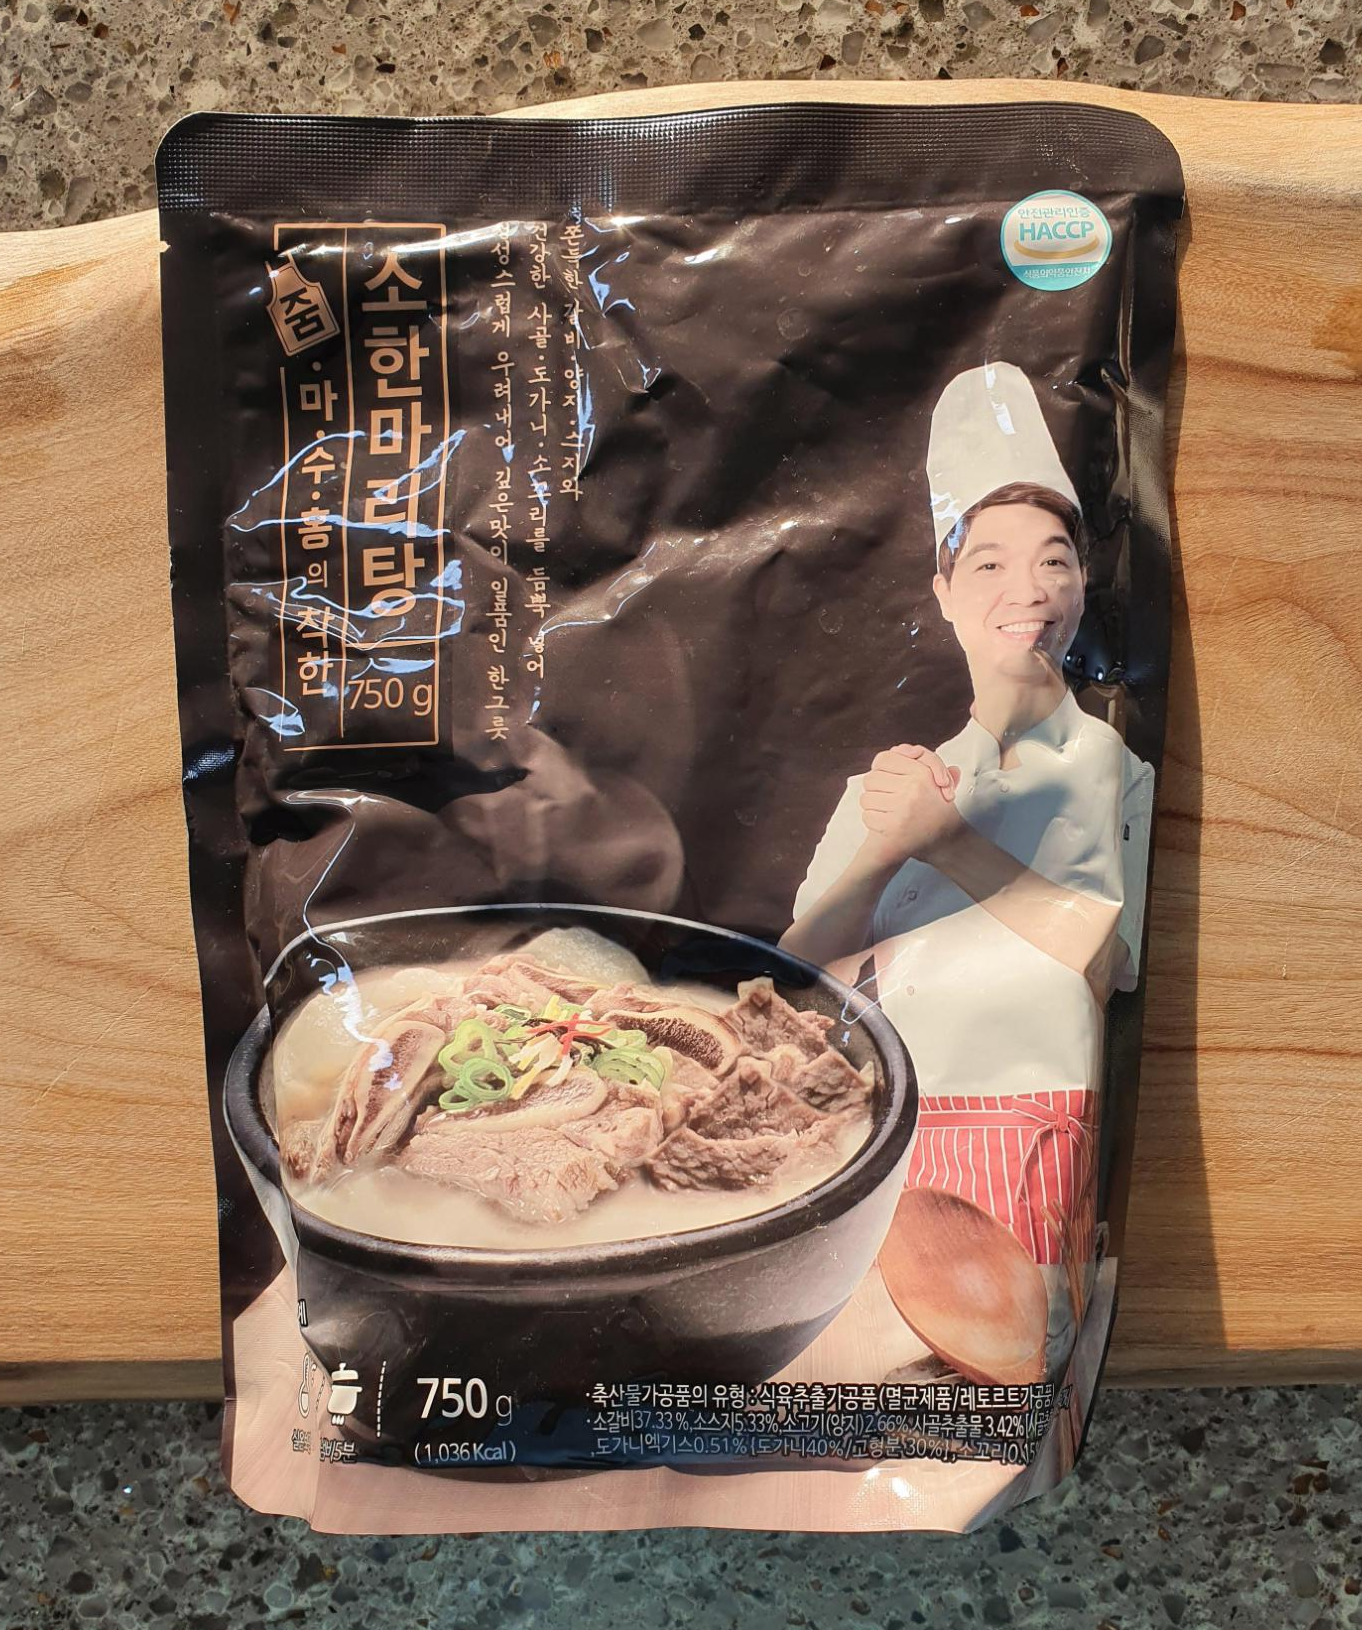 안전관리인증
HACCP
식품의약품안전처
줌·마·수·홈의 착한
소한마리탕
750 g
쫀득한 갈비·양지·스지와
건강한 사골·도가니·소꼬리를 듬뿍 넣어
정성스럽게 우려내어 깊은맛이 일품인 한그릇
750 g
(1,036 Kcal)
·축산물가공품의 유형 : 식육추출가공품(멸균제품/레토르트가공품)
·소갈비37.33%,소스지5.33%,소고기(양지)2.66%,사골추출물3.42%
,도가니엑기스0.51%{도가니40%/고형분30%},소꼬리